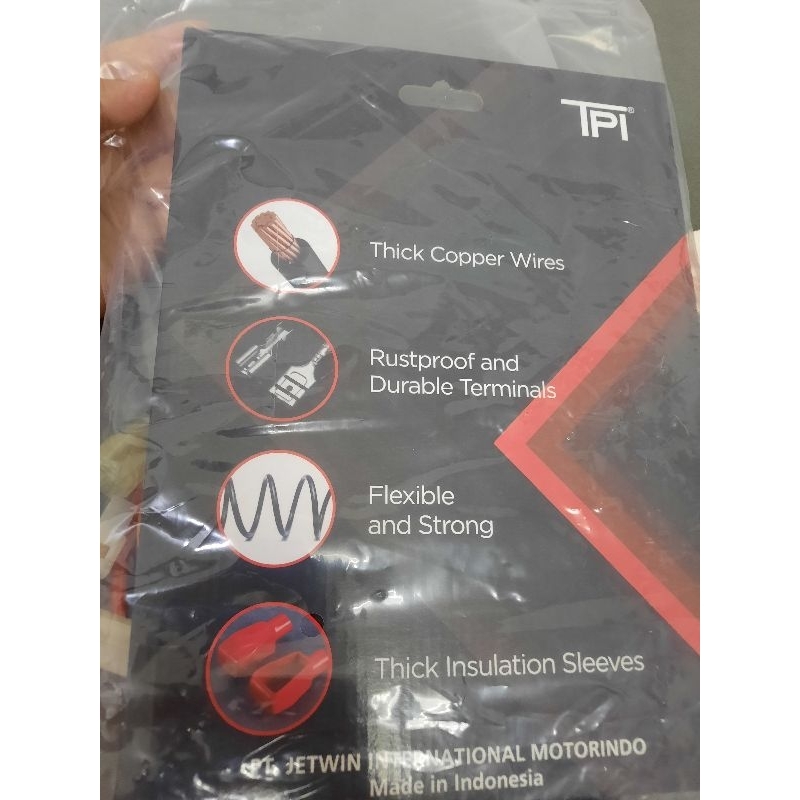 TPI®
Thick Copper Wires
Rustproof and
Durable Terminals
Flexible
and Strong
Thick Insulation Sleeves
PT. JETWIN INTERNATIONAL MOTORINDO
Made in Indonesia